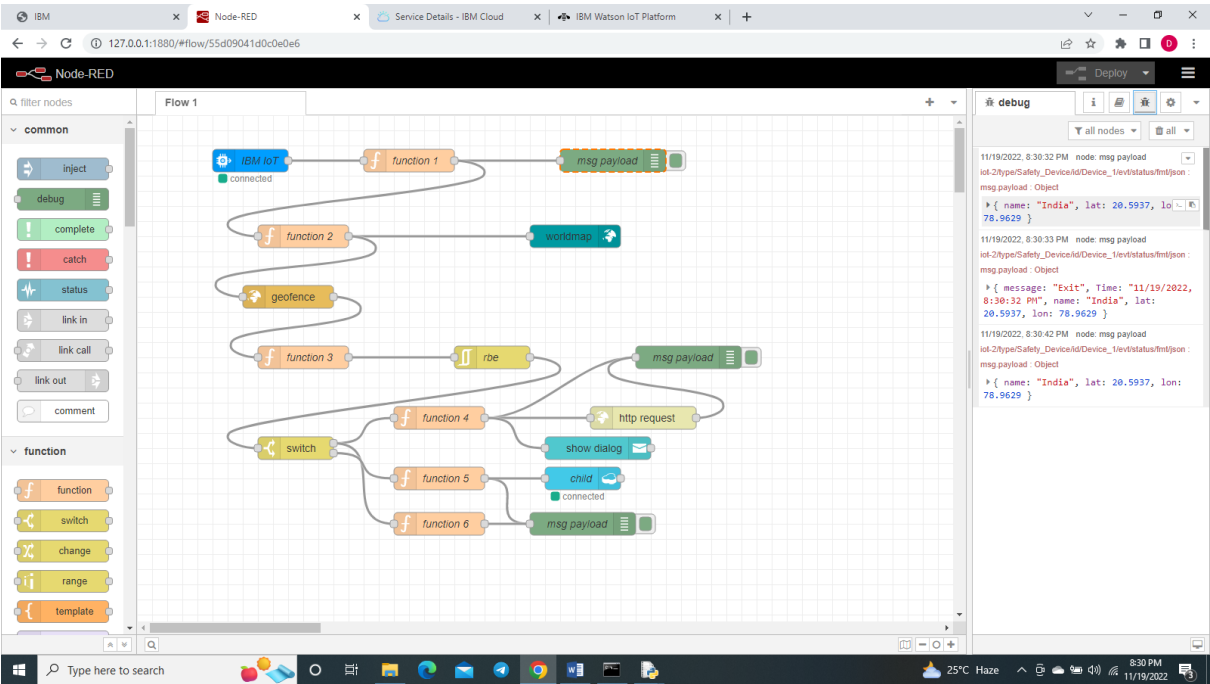 IBM
Node-RED
Service Details - IBM Cloud
IBM Watson IoT Platform
127.0.0.1:1880/#flow/55d09041d0c0e0e6
D
Node-RED
Deploy
filter nodes
common
inject
debug
complete
catch
status
link in
link call
link out
comment
function
function
switch
change
range
template
Flow 1
IBM IoT
connected
function 1
msg payload
function 2
worldmap
geofence
function 3
rbe
msg payload
function 4
http request
switch
show dialog
function 5
child
connected
function 6
msg payload
debug
all nodes
all
11/19/2022, 8:30:32 PM node: msg payload
iot-2/type/Safety_Device/id/Device_1/evt/status/fmt/json :
msg.payload : Object
{ name: "India", lat: 20.5937, lo
78.9629 }
11/19/2022, 8:30:33 PM node: msg payload
iot-2/type/Safety_Device/id/Device_1/evt/status/fmt/json :
msg.payload : Object
{ message: "Exit", Time: "11/19/2022,
8:30:32 PM", name: "India", lat:
20.5937, lon: 78.9629 }
11/19/2022, 8:30:42 PM node: msg payload
iot-2/type/Safety_Device/id/Device_1/evt/status/fmt/json :
msg.payload : Object
{ name: "India", lat: 20.5937, lon:
78.9629 }
Type here to search
25°C Haze
8:30 PM
11/19/2022
3